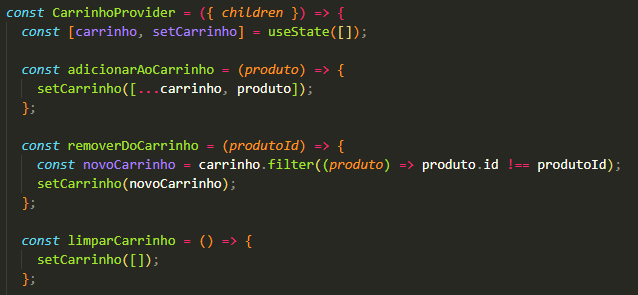 const CarrinhoProvider = ({ children }) => {
const [carrinho, setCarrinho] = useState([]);
const adicionarAoCarrinho = (produto) => {
setCarrinho([...carrinho, produto]);
};
const removerDoCarrinho = (produtoId) => {
const novoCarrinho = carrinho.filter((produto) => produto.id !== produtoId);
setCarrinho(novoCarrinho);
};
const limparCarrinho = () => {
setCarrinho([]);
};